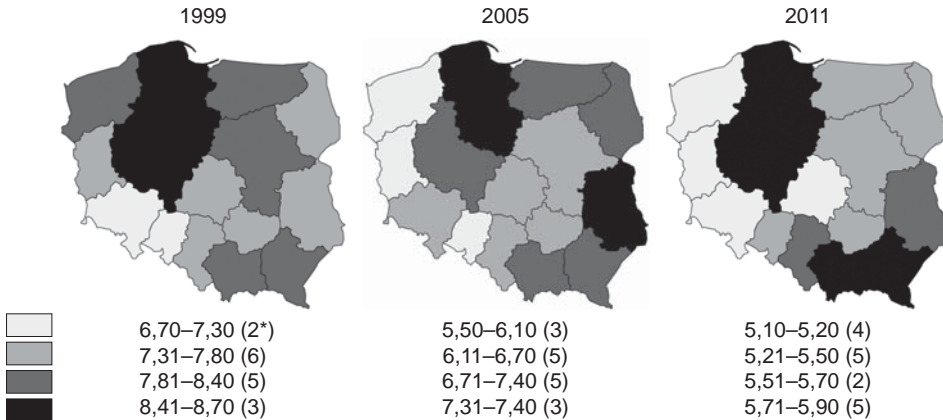 1999 2005 2011
6,70–7,30 (2*) 5,50–6,10 (3) 5,10–5,20 (4)
7,31–7,80 (6) 6,11–6,70 (5) 5,21–5,50 (5)
7,81–8,40 (5) 6,71–7,40 (5) 5,51–5,70 (2)
8,41–8,70 (3) 7,31–7,40 (3) 5,71–5,90 (5)